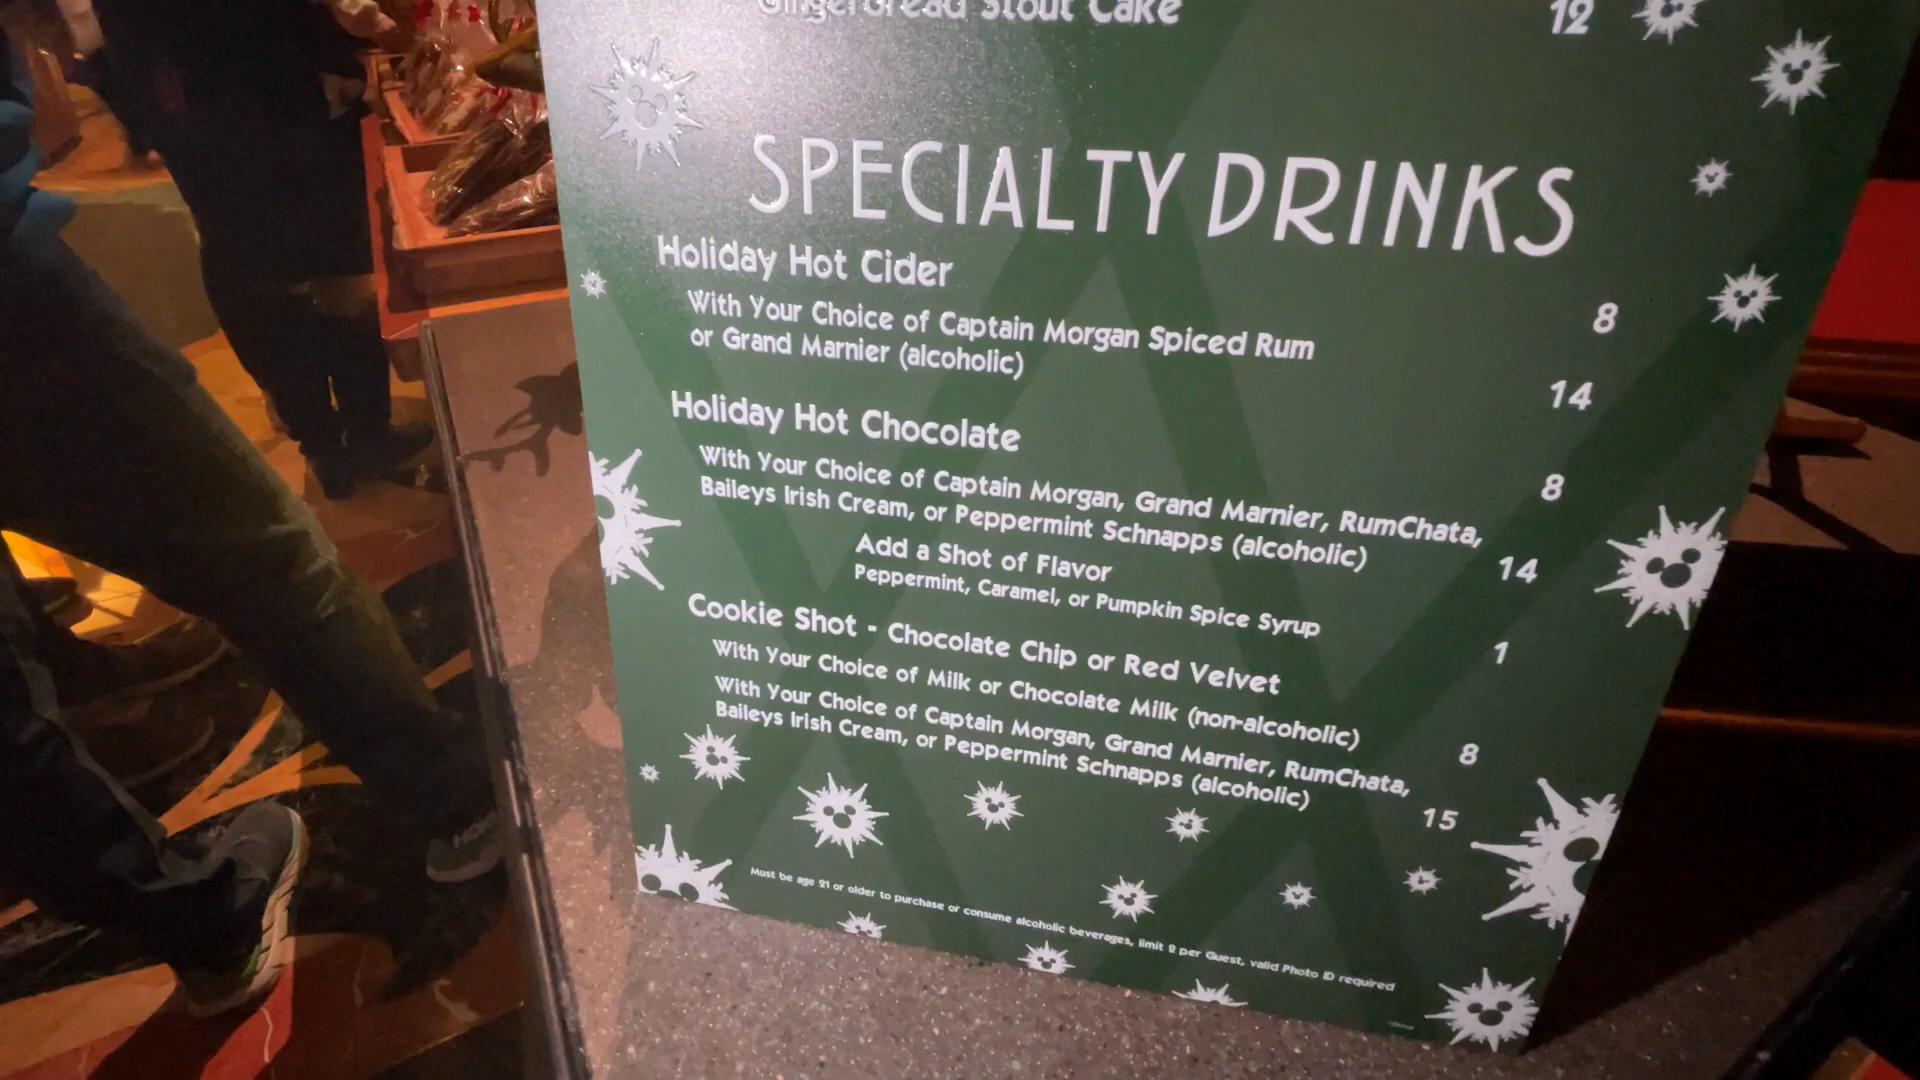 Gingerbread Stout Cake 12
SPECIALTY DRINKS
Holiday Hot Cider 8
With Your Choice of Captain Morgan Spiced Rum
or Grand Marnier (alcoholic) 14
Holiday Hot Chocolate 8
With Your Choice of Captain Morgan, Grand Marnier, RumChata,
Baileys Irish Cream, or Peppermint Schnapps (alcoholic) 14
Add a Shot of Flavor 1
Peppermint, Caramel, or Pumpkin Spice Syrup
Cookie Shot - Chocolate Chip or Red Velvet
With Your Choice of Milk or Chocolate Milk (non-alcoholic) 8
With Your Choice of Captain Morgan, Grand Marnier, RumChata,
Baileys Irish Cream, or Peppermint Schnapps (alcoholic) 15
Must be age 21 or older to purchase or consume alcoholic beverages, limit 2 per Guest, valid Photo ID required